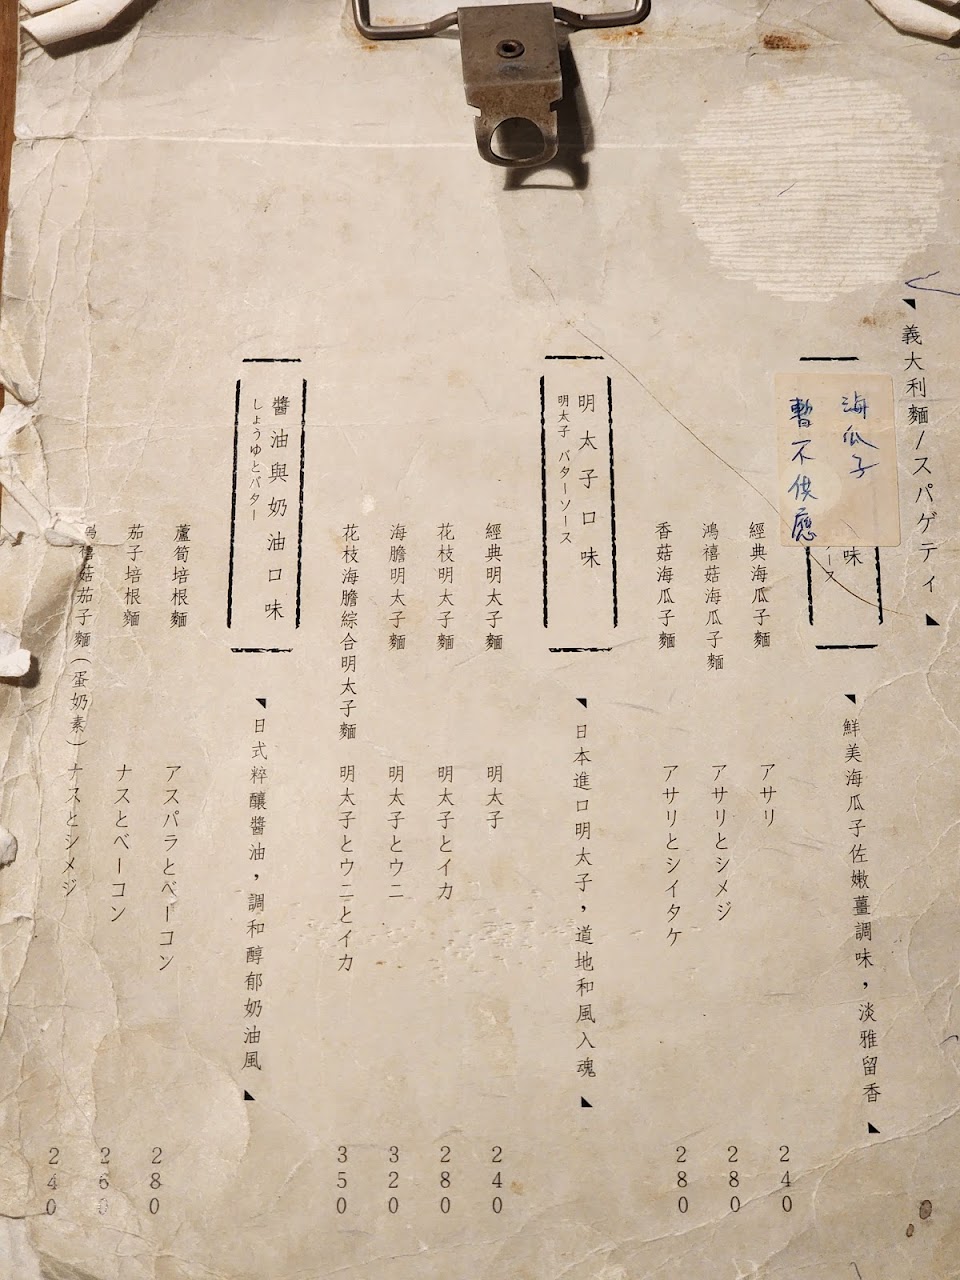 義大利麵/スパゲティ
海瓜子
暫不供應
味
ース
鮮美海瓜子佐嫩薑調味，淡雅留香
經典海瓜子麵 アサリ 240
鴻禧菇海瓜子麵 アサリとシメジ 280
香菇海瓜子麵 アサリとシイタケ 280
明太子口味
明太子 バターソース
日本進口明太子，道地和風入魂
經典明太子麵 明太子 240
花枝明太子麵 明太子とイカ 280
海膽明太子麵 明太子とウニ 320
花枝海膽綜合明太子麵 明太子とウニとイカ 350
醬油與奶油口味
しょうゆとバター
日式粹釀醬油，調和醇郁奶油風
蘆筍培根麵 アスパラとベーコン 280
茄子培根麵 ナスとベーコン 260
鴻禧菇茄子麵(蛋奶素) ナスとシメジ 240